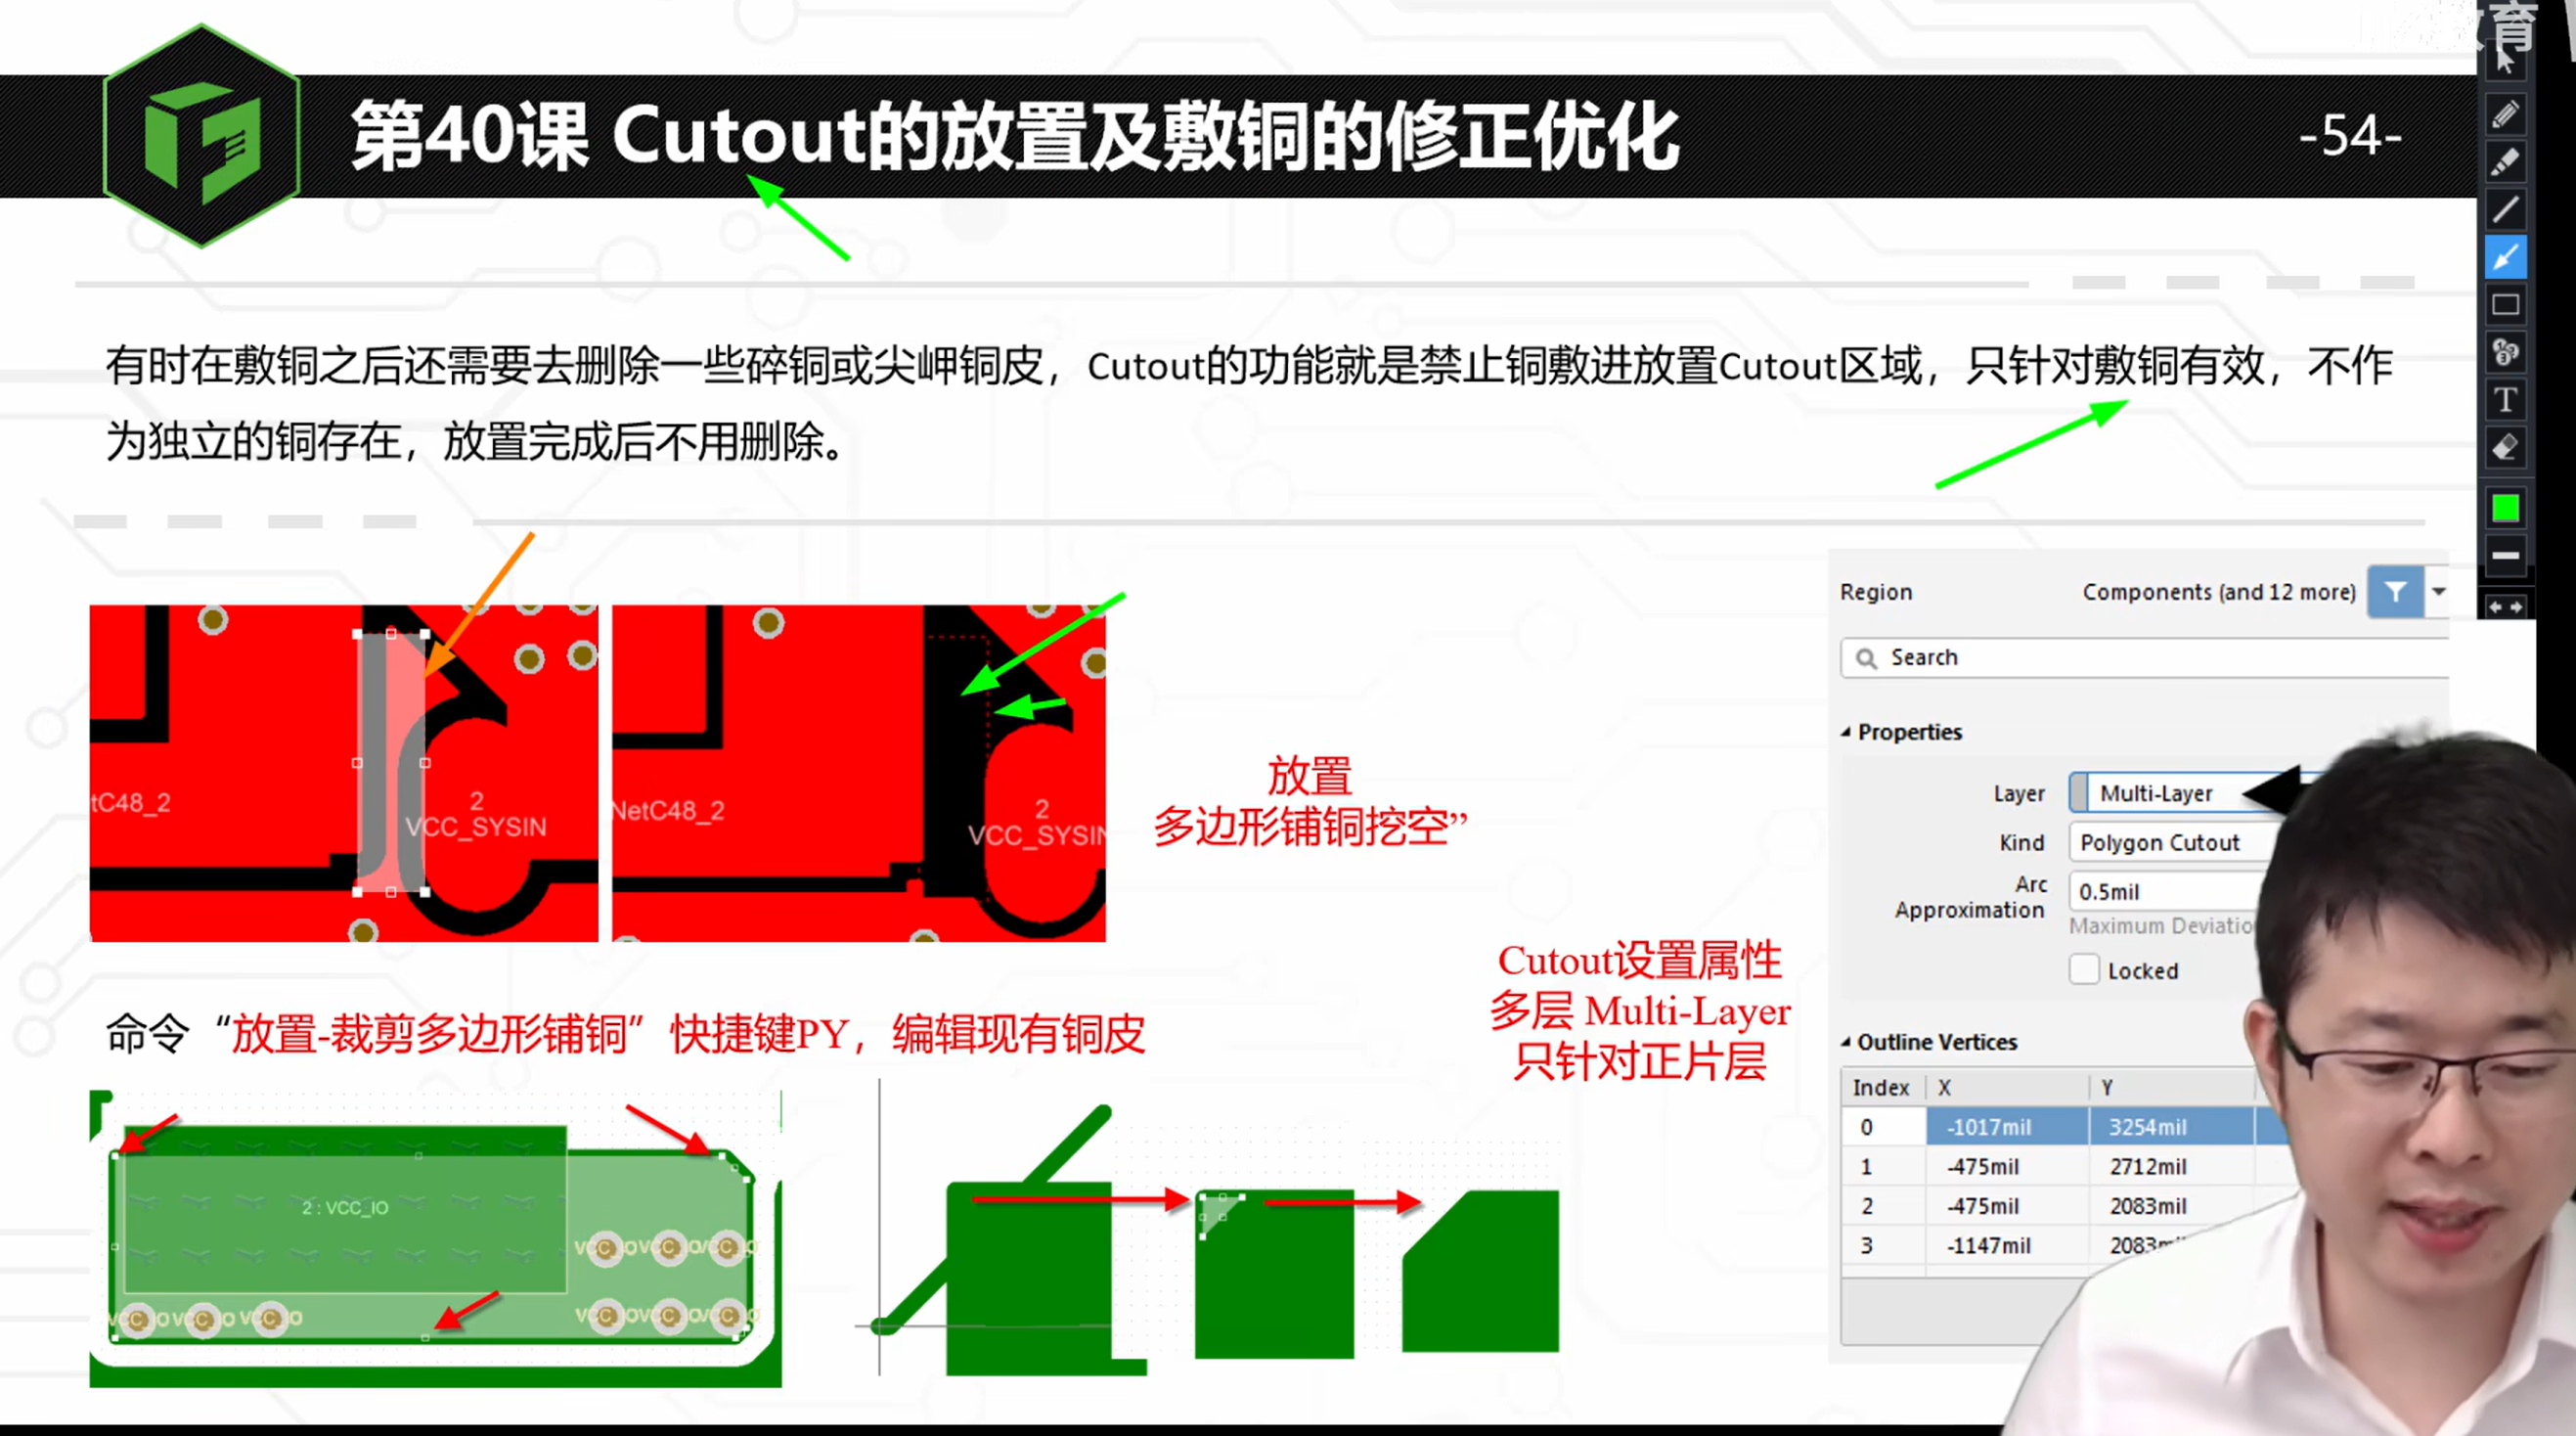 教育
第40课 Cutout的放置及敷铜的修正优化
-54-
有时在敷铜之后还需要去删除一些碎铜或尖岬铜皮，Cutout的功能就是禁止铜敷进放置Cutout区域，只针对敷铜有效，不作
为独立的铜存在，放置完成后不用删除。
tC48_2
2
VCC_SYSIN
NetC48_2
2
VCC_SYSIN
放置
多边形铺铜挖空”
命令“放置-裁剪多边形铺铜”快捷键PY，编辑现有铜皮
2 : VCC_IO
Cutout设置属性
多层 Multi-Layer
只针对正片层
Region
Components (and 12 more)
Search
Properties
Layer
Multi-Layer
Kind
Polygon Cutout
Arc
Approximation
0.5mil
Maximum Deviatio
Locked
Outline Vertices
Index X Y
0 -1017mil 3254mil
1 -475mil 2712mil
2 -475mil 2083mil
3 -1147mil 2083mil
T